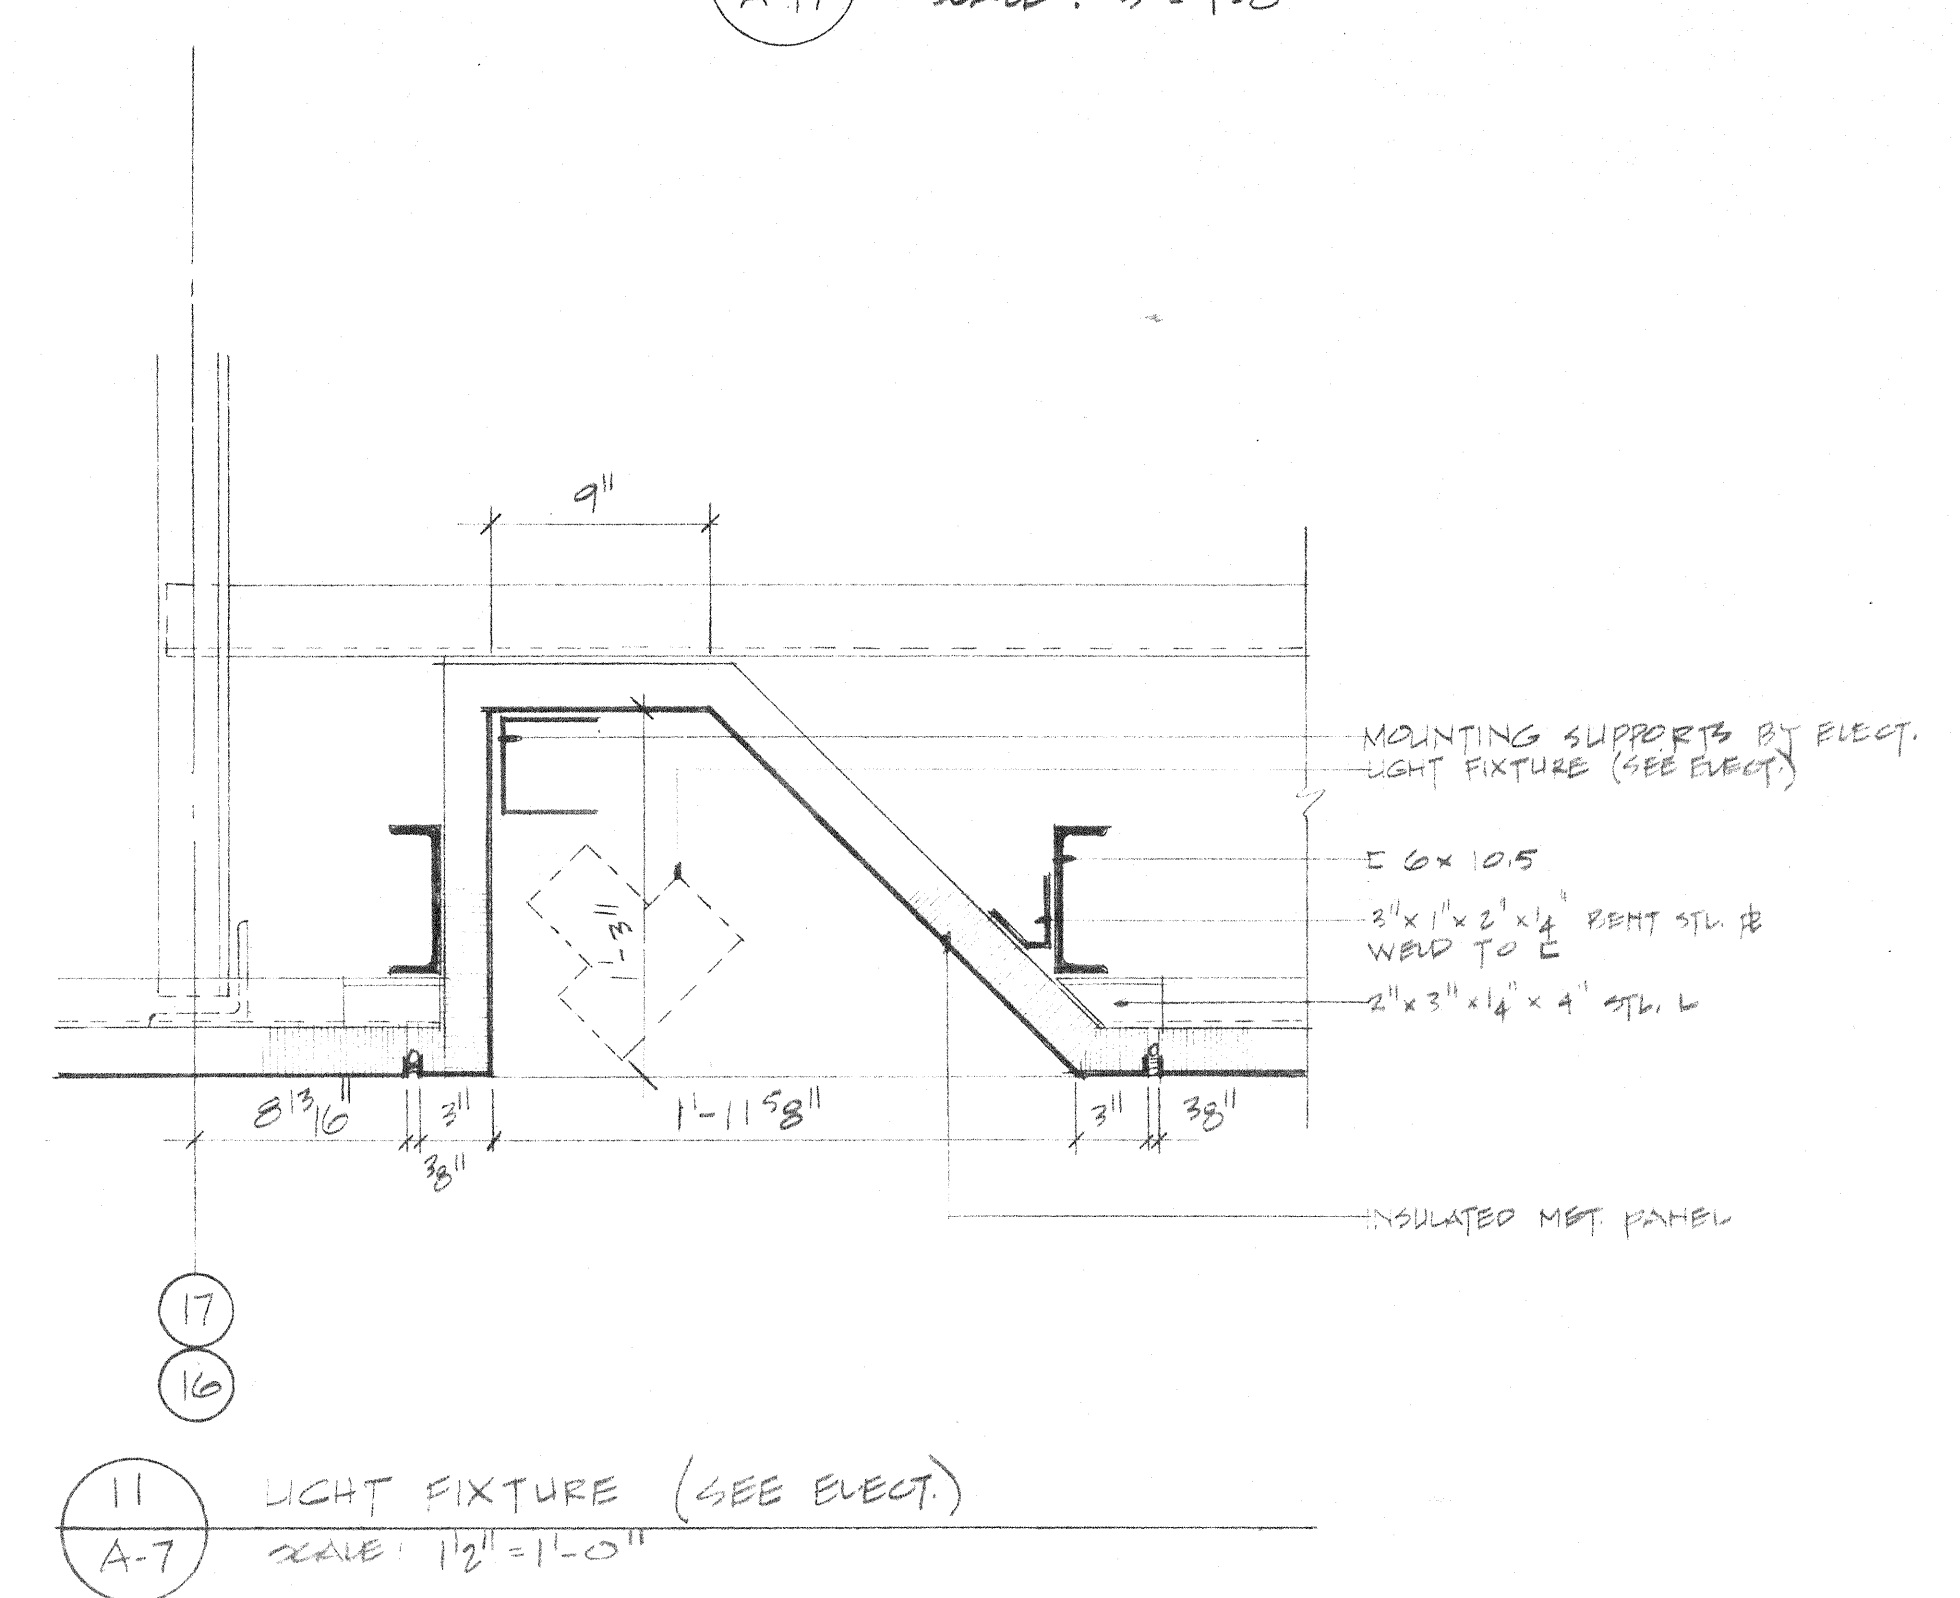 9"
MOUNTING SUPPORTS BY ELECT.
LIGHT FIXTURE (SEE ELECT.)
[ 6 x 10.5
3" x 1" x 2' x 1/4" BENT STL. PL
WELD TO [
2" x 3" x 1/4" x 4" STL. L
1'-3"
8 13/16" 3" 1'-11 5/8" 3" 3/8"
3/8"
INSULATED MET. PANEL
17
16
11 LIGHT FIXTURE (SEE ELECT.)
A-7 SCALE: 1 1/2" = 1'-0"